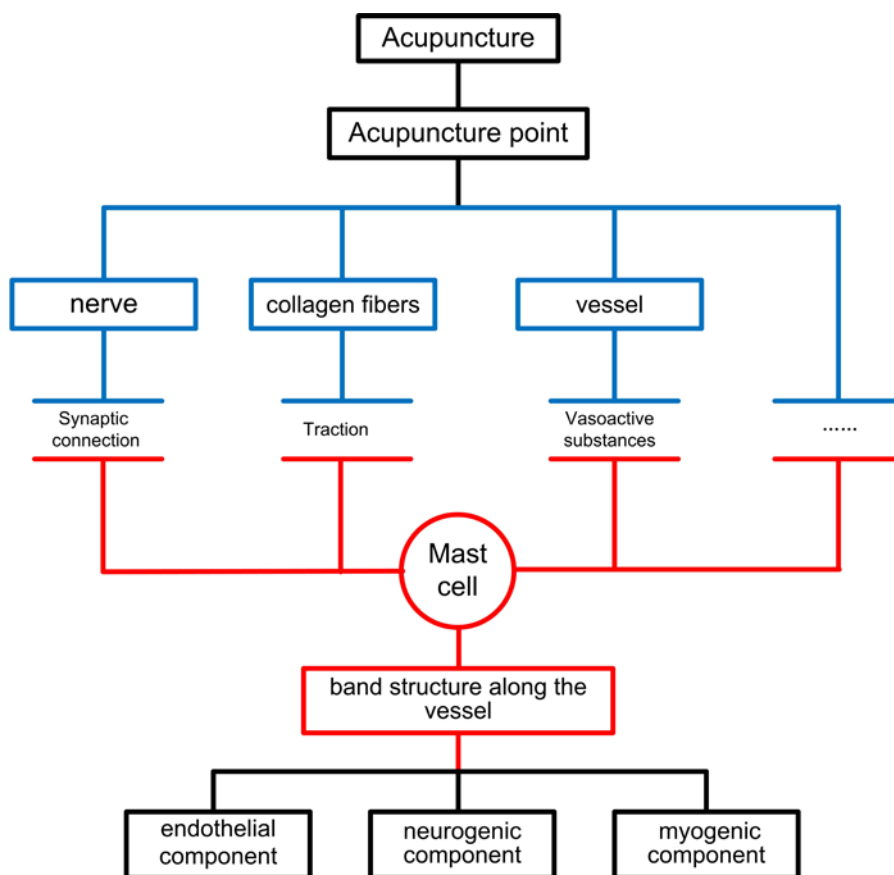 Acupuncture
Acupuncture point
nerve
collagen fibers
vessel
Synaptic
connection
Traction
Vasoactive
substances
......
Mast
cell
band structure along the
vessel
endothelial
component
neurogenic
component
myogenic
component